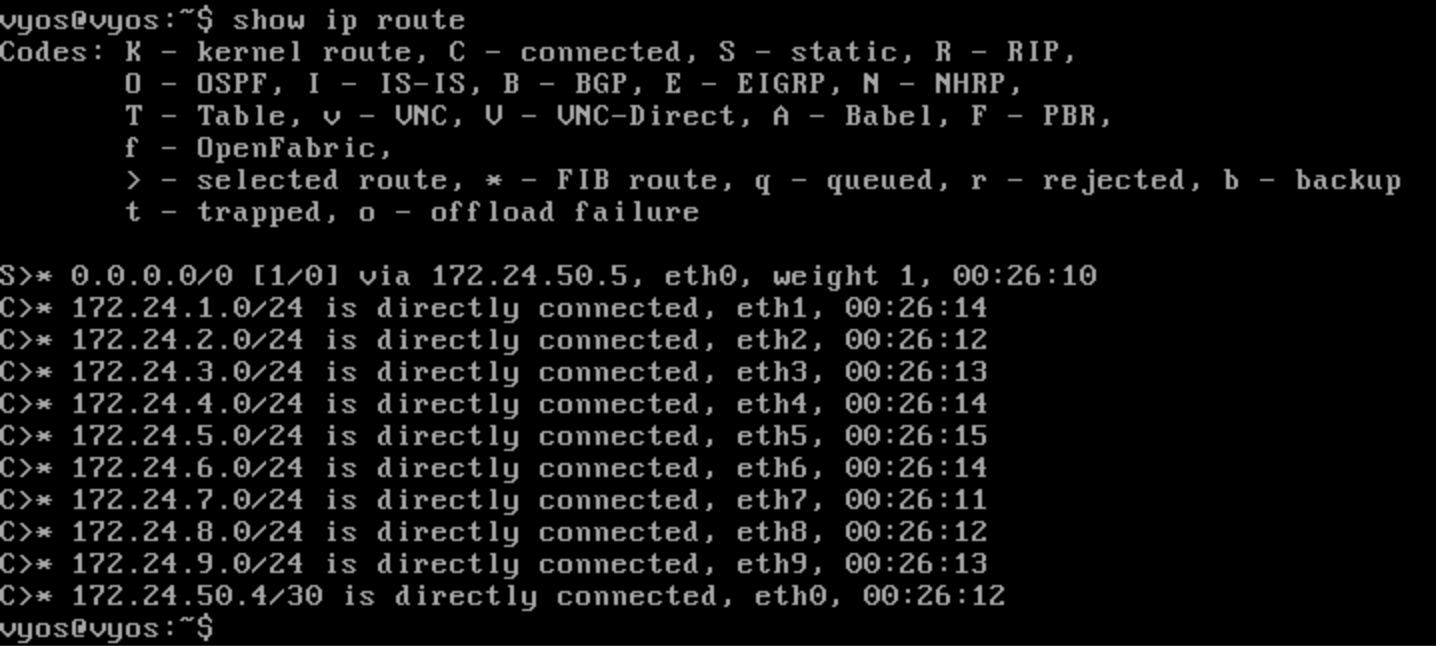 vyos@vyos:~$ show ip route
Codes: K - kernel route, C - connected, S - static, R - RIP,
       O - OSPF, I - IS-IS, B - BGP, E - EIGRP, N - NHRP,
       T - Table, v - VNC, V - VNC-Direct, A - Babel, F - PBR,
       f - OpenFabric,
       > - selected route, * - FIB route, q - queued, r - rejected, b - backup
       t - trapped, o - offload failure

S>* 0.0.0.0/0 [1/0] via 172.24.50.5, eth0, weight 1, 00:26:10
C>* 172.24.1.0/24 is directly connected, eth1, 00:26:14
C>* 172.24.2.0/24 is directly connected, eth2, 00:26:12
C>* 172.24.3.0/24 is directly connected, eth3, 00:26:13
C>* 172.24.4.0/24 is directly connected, eth4, 00:26:14
C>* 172.24.5.0/24 is directly connected, eth5, 00:26:15
C>* 172.24.6.0/24 is directly connected, eth6, 00:26:14
C>* 172.24.7.0/24 is directly connected, eth7, 00:26:11
C>* 172.24.8.0/24 is directly connected, eth8, 00:26:12
C>* 172.24.9.0/24 is directly connected, eth9, 00:26:13
C>* 172.24.50.4/30 is directly connected, eth0, 00:26:12
vyos@vyos:~$